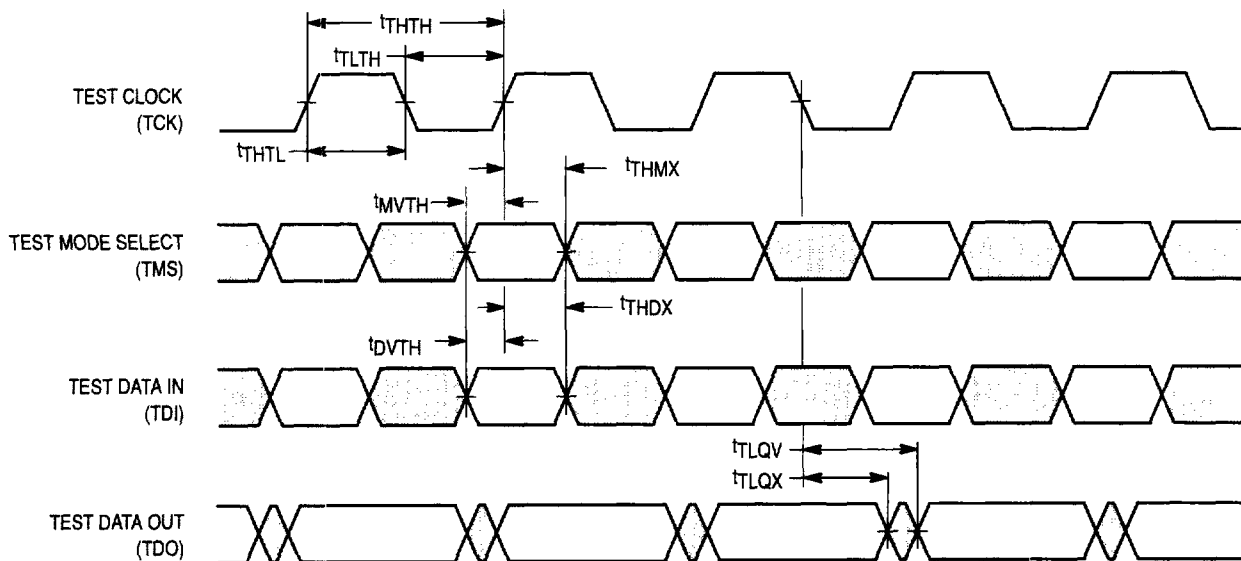 tTHTH
tTLTH
TEST CLOCK
(TCK)
tTHTL
tTHMX
tMVTH
TEST MODE SELECT
(TMS)
tTHDX
tDVTH
TEST DATA IN
(TDI)
tTLQV
tTLQX
TEST DATA OUT
(TDO)